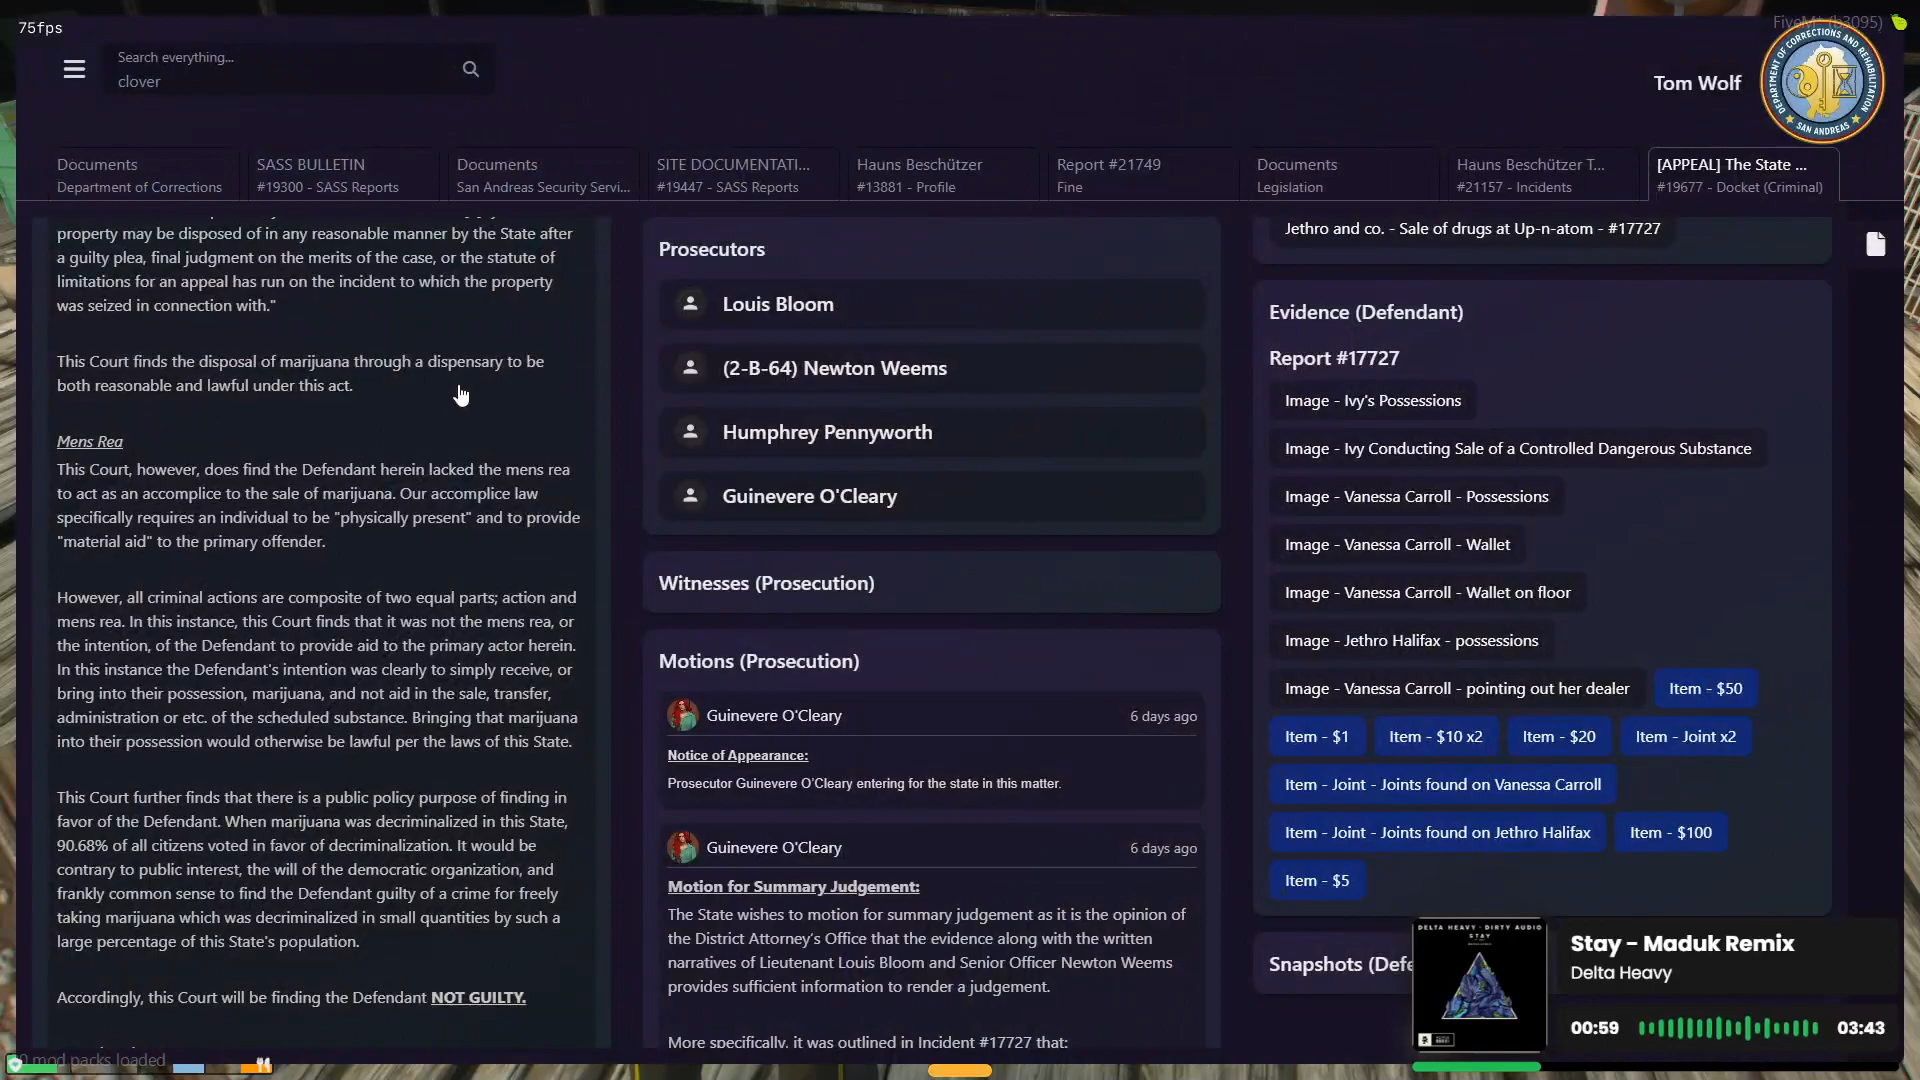 75fps
FiveM (b3095)
Search everything...
clover
Tom Wolf
DEPARTMENT OF CORRECTIONS AND REHABILITATION
SAN ANDREAS
Documents
Department of Corrections
SASS BULLETIN
#19300 - SASS Reports
Documents
San Andreas Security Servi...
SITE DOCUMENTATI...
#19447 - SASS Reports
Hauns Beschützer
#13881 - Profile
Report #21749
Fine
Documents
Legislation
Hauns Beschützer T...
#21157 - Incidents
[APPEAL] The State ...
#19677 - Docket (Criminal)
property may be disposed of in any reasonable manner by the State after
a guilty plea, final judgment on the merits of the case, or the statute of
limitations for an appeal has run on the incident to which the property
was seized in connection with."
This Court finds the disposal of marijuana through a dispensary to be
both reasonable and lawful under this act.
Mens Rea
This Court, however, does find the Defendant herein lacked the mens rea
to act as an accomplice to the sale of marijuana. Our accomplice law
specifically requires an individual to be "physically present" and to provide
"material aid" to the primary offender.
However, all criminal actions are composite of two equal parts; action and
mens rea. In this instance, this Court finds that it was not the mens rea, or
the intention, of the Defendant to provide aid to the primary actor herein.
In this instance the Defendant's intention was clearly to simply receive, or
bring into their possession, marijuana, and not aid in the sale, transfer,
administration or etc. of the scheduled substance. Bringing that marijuana
into their possession would otherwise be lawful per the laws of this State.
This Court further finds that there is a public policy purpose of finding in
favor of the Defendant. When marijuana was decriminalized in this State,
90.68% of all citizens voted in favor of decriminalization. It would be
contrary to public interest, the will of the democratic organization, and
frankly common sense to find the Defendant guilty of a crime for freely
taking marijuana which was decriminalized in small quantities by such a
large percentage of this State's population.
Accordingly, this Court will be finding the Defendant NOT GUILTY.
mod packs loaded
Prosecutors
Louis Bloom
(2-B-64) Newton Weems
Humphrey Pennyworth
Guinevere O'Cleary
Witnesses (Prosecution)
Motions (Prosecution)
Guinevere O'Cleary
6 days ago
Notice of Appearance:
Prosecutor Guinevere O'Cleary entering for the state in this matter.
Guinevere O'Cleary
6 days ago
Motion for Summary Judgement:
The State wishes to motion for summary judgement as it is the opinion of
the District Attorney's Office that the evidence along with the written
narratives of Lieutenant Louis Bloom and Senior Officer Newton Weems
provides sufficient information to render a judgement.
More specifically, it was outlined in Incident #17727 that:
Jethro and co. - Sale of drugs at Up-n-atom - #17727
Evidence (Defendant)
Report #17727
Image - Ivy's Possessions
Image - Ivy Conducting Sale of a Controlled Dangerous Substance
Image - Vanessa Carroll - Possessions
Image - Vanessa Carroll - Wallet
Image - Vanessa Carroll - Wallet on floor
Image - Jethro Halifax - possessions
Image - Vanessa Carroll - pointing out her dealer
Item - $50
Item - $1
Item - $10 x2
Item - $20
Item - Joint x2
Item - Joint - Joints found on Vanessa Carroll
Item - Joint - Joints found on Jethro Halifax
Item - $100
Item - $5
Snapshots (Defe
DELTA HEAVY · DIRTY AUDIO
STAY
Stay - Maduk Remix
Delta Heavy
00:59
03:43